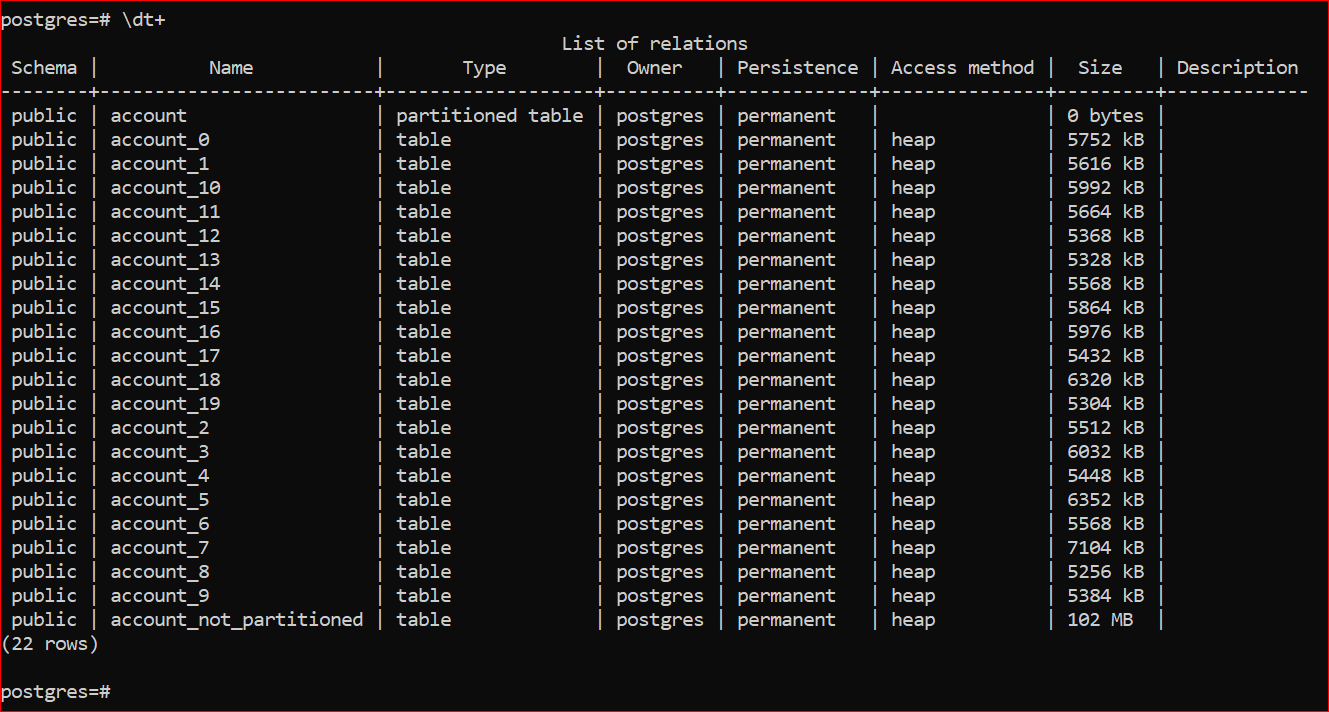 postgres=# \dt+
                                                   List of relations
 Schema |          Name           |       Type        |  Owner   | Persistence | Access method |  Size   | Description
--------+-------------------------+-------------------+----------+-------------+---------------+---------+-------------
 public | account                 | partitioned table | postgres | permanent   |               | 0 bytes |
 public | account_0               | table             | postgres | permanent   | heap          | 5752 kB |
 public | account_1               | table             | postgres | permanent   | heap          | 5616 kB |
 public | account_10              | table             | postgres | permanent   | heap          | 5992 kB |
 public | account_11              | table             | postgres | permanent   | heap          | 5664 kB |
 public | account_12              | table             | postgres | permanent   | heap          | 5368 kB |
 public | account_13              | table             | postgres | permanent   | heap          | 5328 kB |
 public | account_14              | table             | postgres | permanent   | heap          | 5568 kB |
 public | account_15              | table             | postgres | permanent   | heap          | 5864 kB |
 public | account_16              | table             | postgres | permanent   | heap          | 5976 kB |
 public | account_17              | table             | postgres | permanent   | heap          | 5432 kB |
 public | account_18              | table             | postgres | permanent   | heap          | 6320 kB |
 public | account_19              | table             | postgres | permanent   | heap          | 5304 kB |
 public | account_2               | table             | postgres | permanent   | heap          | 5512 kB |
 public | account_3               | table             | postgres | permanent   | heap          | 6032 kB |
 public | account_4               | table             | postgres | permanent   | heap          | 5448 kB |
 public | account_5               | table             | postgres | permanent   | heap          | 6352 kB |
 public | account_6               | table             | postgres | permanent   | heap          | 5568 kB |
 public | account_7               | table             | postgres | permanent   | heap          | 7104 kB |
 public | account_8               | table             | postgres | permanent   | heap          | 5256 kB |
 public | account_9               | table             | postgres | permanent   | heap          | 5384 kB |
 public | account_not_partitioned | table             | postgres | permanent   | heap          | 102 MB  |
(22 rows)

postgres=#